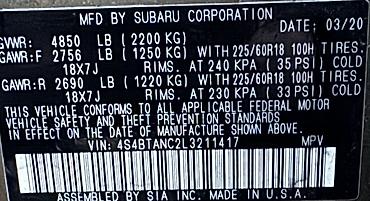 MFD BY SUBARU CORPORATION
DATE: 03/20
GVWR: 4850 LB (2200 KG)
GAWR: F 2756 LB (1250 KG) WITH 225/60R18 100H TIRES.
18X7J RIMS. AT 240 KPA ( 35 PSI) COLD
GAWR: R 2690 LB (1220 KG) WITH 225/60R18 100H TIRES.
18X7J RIMS. AT 230 KPA ( 33 PSI) COLD
THIS VEHICLE CONFORMS TO ALL APPLICABLE FEDERAL MOTOR
VEHICLE SAFETY AND THEFT PREVENTION STANDARDS
IN EFFECT ON THE DATE OF MANUFACTURE SHOWN ABOVE.
VIN: 4S4BTANC2L3211417 MPV
ASSEMBLED BY SIA INC. MADE IN U.S.A.